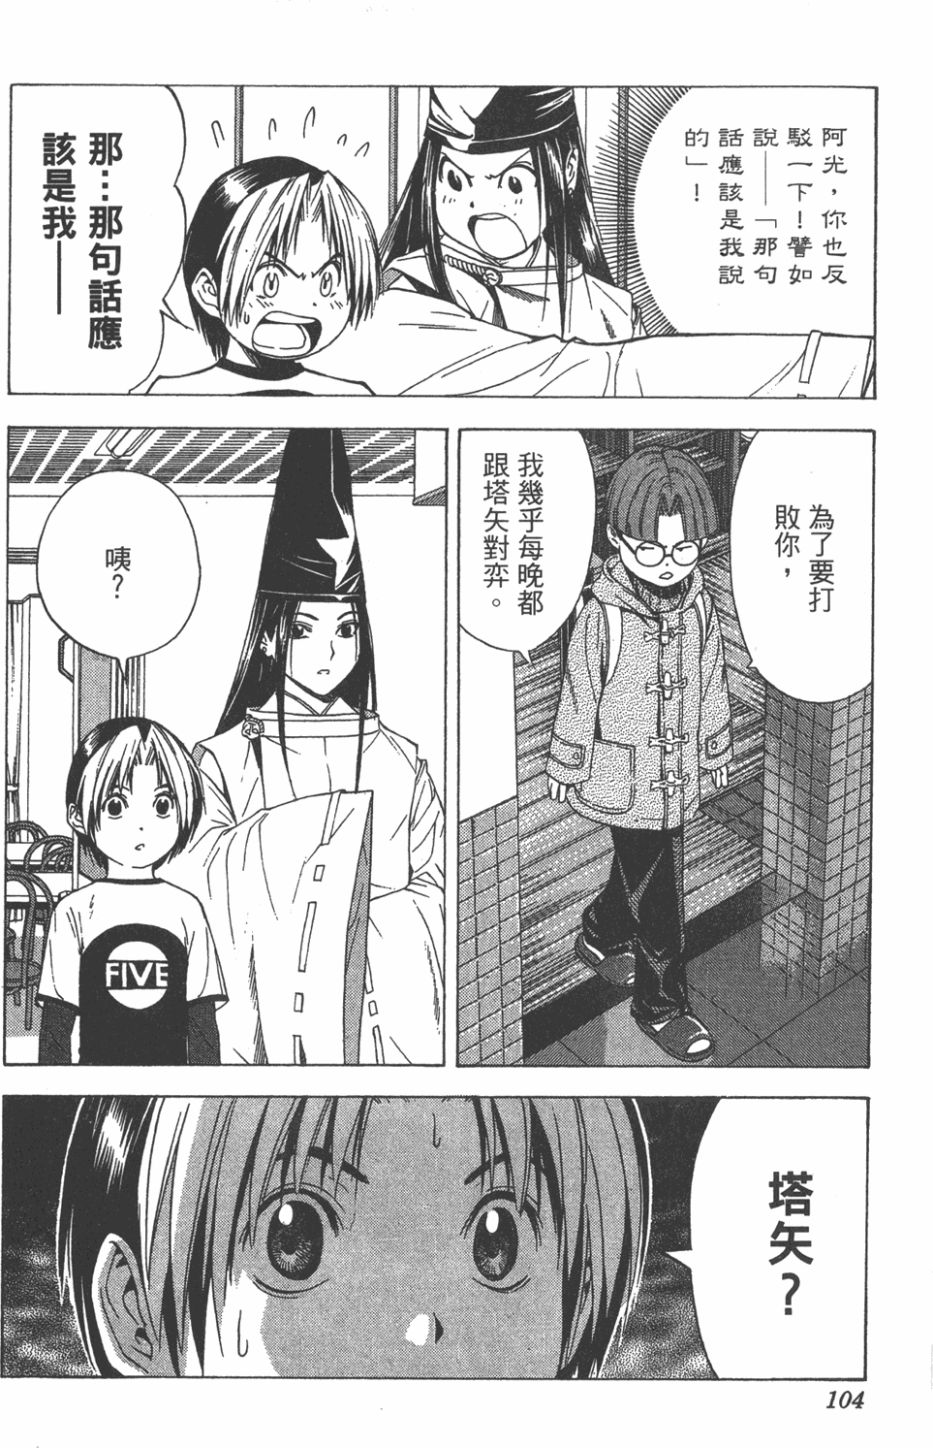 阿光，你也反
駁一下！譬如
說——「那句
話應該是我說
的」！
那…那句話應
該是我——
為了要打
敗你，
我幾乎每晚都
跟塔矢對弈。
咦？
FIVE
塔矢？
104